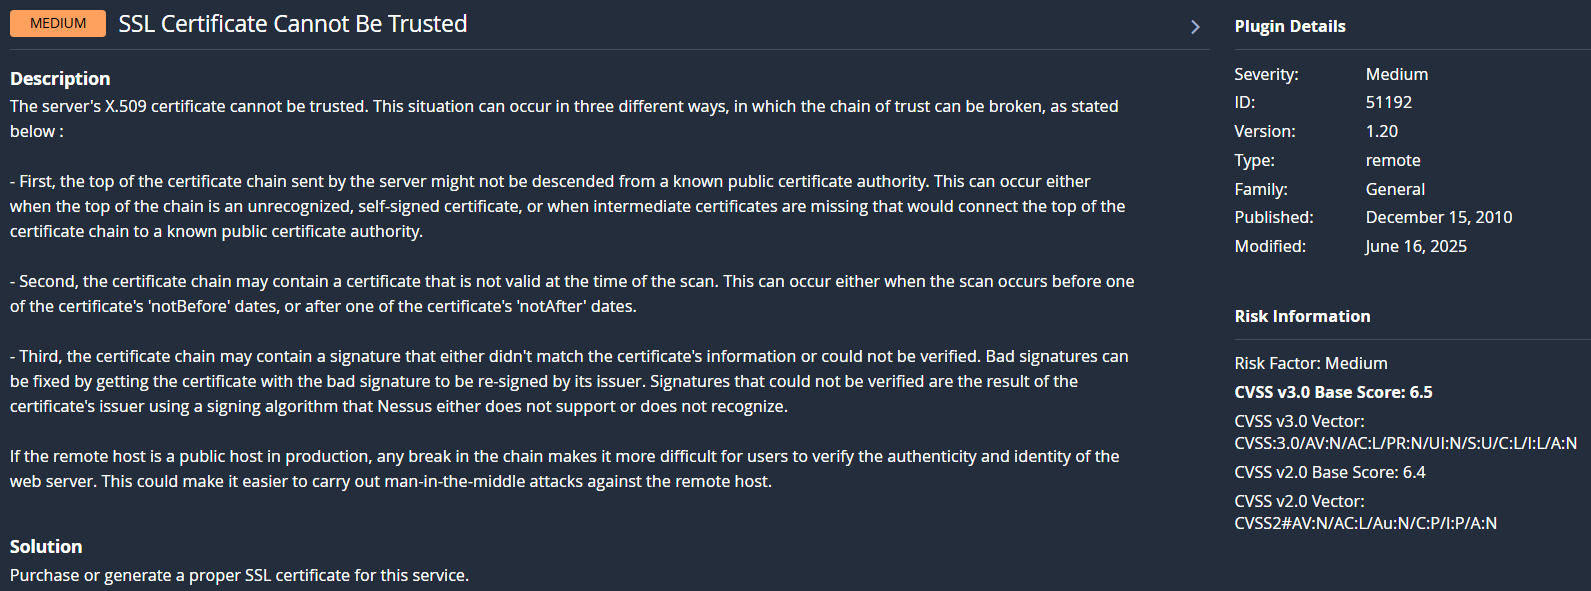 MEDIUM SSL Certificate Cannot Be Trusted
Description
The server's X.509 certificate cannot be trusted. This situation can occur in three different ways, in which the chain of trust can be broken, as stated
below :
- First, the top of the certificate chain sent by the server might not be descended from a known public certificate authority. This can occur either
when the top of the chain is an unrecognized, self-signed certificate, or when intermediate certificates are missing that would connect the top of the
certificate chain to a known public certificate authority.
- Second, the certificate chain may contain a certificate that is not valid at the time of the scan. This can occur either when the scan occurs before one
of the certificate's 'notBefore' dates, or after one of the certificate's 'notAfter' dates.
- Third, the certificate chain may contain a signature that either didn't match the certificate's information or could not be verified. Bad signatures can
be fixed by getting the certificate with the bad signature to be re-signed by its issuer. Signatures that could not be verified are the result of the
certificate's issuer using a signing algorithm that Nessus either does not support or does not recognize.
If the remote host is a public host in production, any break in the chain makes it more difficult for users to verify the authenticity and identity of the
web server. This could make it easier to carry out man-in-the-middle attacks against the remote host.
Solution
Purchase or generate a proper SSL certificate for this service.
Plugin Details
Severity: Medium
ID: 51192
Version: 1.20
Type: remote
Family: General
Published: December 15, 2010
Modified: June 16, 2025
Risk Information
Risk Factor: Medium
CVSS v3.0 Base Score: 6.5
CVSS v3.0 Vector:
CVSS:3.0/AV:N/AC:L/PR:N/UI:N/S:U/C:L/I:L/A:N
CVSS v2.0 Base Score: 6.4
CVSS v2.0 Vector:
CVSS2#AV:N/AC:L/Au:N/C:P/I:P/A:N